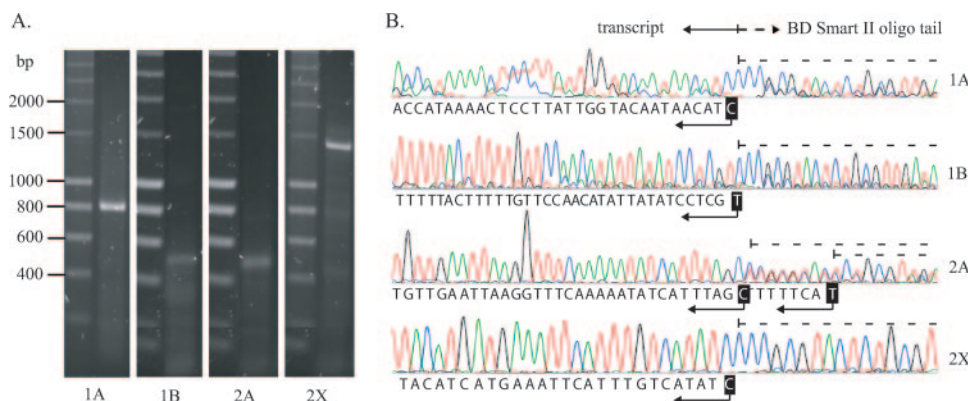 A.
bp
2000
1500
1000
800
600
400
1A 1B 2A 2X
B.
transcript BD Smart II oligo tail
1A
ACCATAAAACTCCTTATTGGTACAATAACATC
1B
TTTTTACTTTTTGTTCCAACATATTATATCCTCGT
2A
TGTTGAATTAAGGTTTCAAAAATATCATTTAGCTTTTCAT
2X
TACATCATGAAATTCATTTGTCATATC